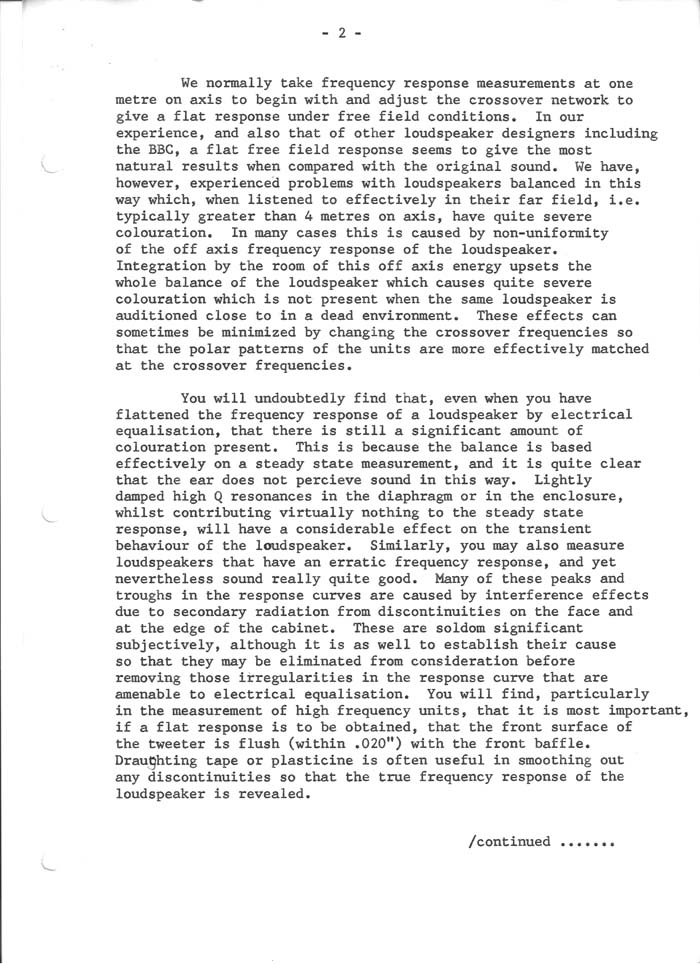 - 2 -
We normally take frequency response measurements at one
metre on axis to begin with and adjust the crossover network to
give a flat response under free field conditions. In our
experience, and also that of other loudspeaker designers including
the BBC, a flat free field response seems to give the most
natural results when compared with the original sound. We have,
however, experienced problems with loudspeakers balanced in this
way which, when listened to effectively in their far field, i.e.
typically greater than 4 metres on axis, have quite severe
colouration. In many cases this is caused by non-uniformity
of the off axis frequency response of the loudspeaker.
Integration by the room of this off axis energy upsets the
whole balance of the loudspeaker which causes quite severe
colouration which is not present when the same loudspeaker is
auditioned close to in a dead environment. These effects can
sometimes be minimized by changing the crossover frequencies so
that the polar patterns of the units are more effectively matched
at the crossover frequencies.
You will undoubtedly find that, even when you have
flattened the frequency response of a loudspeaker by electrical
equalisation, that there is still a significant amount of
colouration present. This is because the balance is based
effectively on a steady state measurement, and it is quite clear
that the ear does not percieve sound in this way. Lightly
damped high Q resonances in the diaphragm or in the enclosure,
whilst contributing virtually nothing to the steady state
response, will have a considerable effect on the transient
behaviour of the loudspeaker. Similarly, you may also measure
loudspeakers that have an erratic frequency response, and yet
nevertheless sound really quite good. Many of these peaks and
troughs in the response curves are caused by interference effects
due to secondary radiation from discontinuities on the face and
at the edge of the cabinet. These are soldom significant
subjectively, although it is as well to establish their cause
so that they may be eliminated from consideration before
removing those irregularities in the response curve that are
amenable to electrical equalisation. You will find, particularly
in the measurement of high frequency units, that it is most important,
if a flat response is to be obtained, that the front surface of
the tweeter is flush (within .020") with the front baffle.
Draughting tape or plasticine is often useful in smoothing out
any discontinuities so that the true frequency response of the
loudspeaker is revealed.
/continued .......